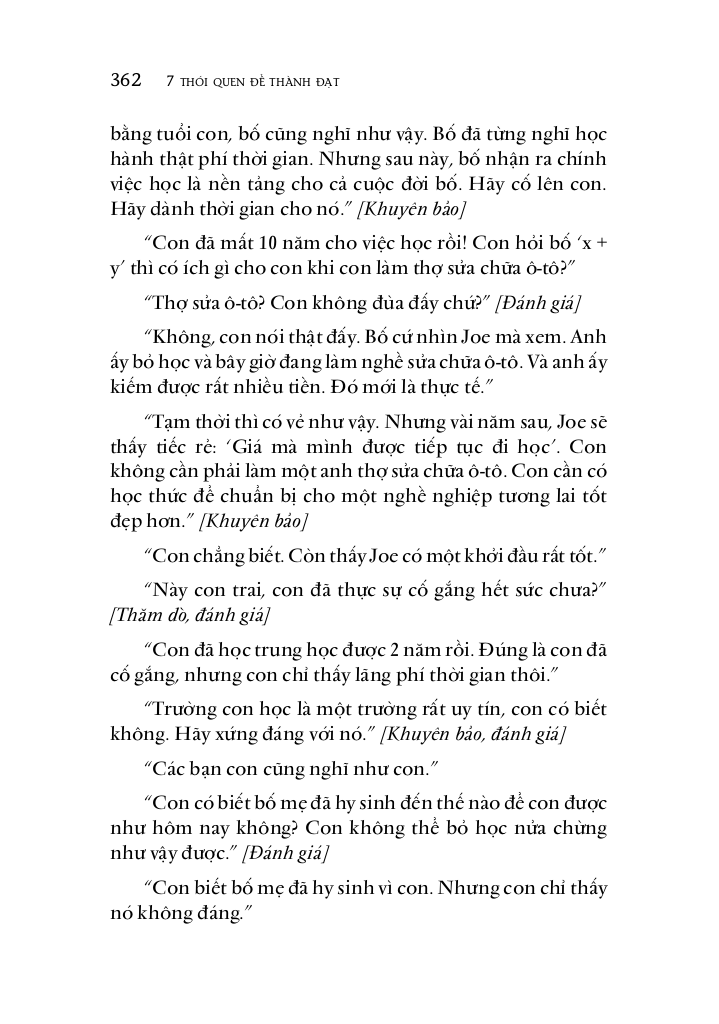 362 7 THÓI QUEN ĐỂ THÀNH ĐẠT
bằng tuổi con, bố cũng nghĩ như vậy. Bố đã từng nghĩ học
hành thật phí thời gian. Nhưng sau này, bố nhận ra chính
việc học là nền tảng cho cả cuộc đời bố. Hãy cố lên con.
Hãy dành thời gian cho nó.” [Khuyên bảo]
“Con đã mất 10 năm cho việc học rồi! Con hỏi bố ‘x +
y’ thì có ích gì cho con khi con làm thợ sửa chữa ô-tô?”
“Thợ sửa ô-tô? Con không đùa đấy chứ?” [Đánh giá]
“Không, con nói thật đấy. Bố cứ nhìn Joe mà xem. Anh
ấy bỏ học và bây giờ đang làm nghề sửa chữa ô-tô. Và anh ấy
kiếm được rất nhiều tiền. Đó mới là thực tế.”
“Tạm thời thì có vẻ như vậy. Nhưng vài năm sau, Joe sẽ
thấy tiếc rẻ: ‘Giá mà mình được tiếp tục đi học’. Con
không cần phải làm một anh thợ sửa chữa ô-tô. Con cần có
học thức để chuẩn bị cho một nghề nghiệp tương lai tốt
đẹp hơn.” [Khuyên bảo]
“Con chẳng biết. Còn thấy Joe có một khởi đầu rất tốt.”
“Này con trai, con đã thực sự cố gắng hết sức chưa?”
[Thăm dò, đánh giá]
“Con đã học trung học được 2 năm rồi. Đúng là con đã
cố gắng, nhưng con chỉ thấy lãng phí thời gian thôi.”
“Trường con học là một trường rất uy tín, con có biết
không. Hãy xứng đáng với nó.” [Khuyên bảo, đánh giá]
“Các bạn con cũng nghĩ như con.”
“Con có biết bố mẹ đã hy sinh đến thế nào để con được
như hôm nay không? Con không thể bỏ học nửa chừng
như vậy được.” [Đánh giá]
“Con biết bố mẹ đã hy sinh vì con. Nhưng con chỉ thấy
nó không đáng.”